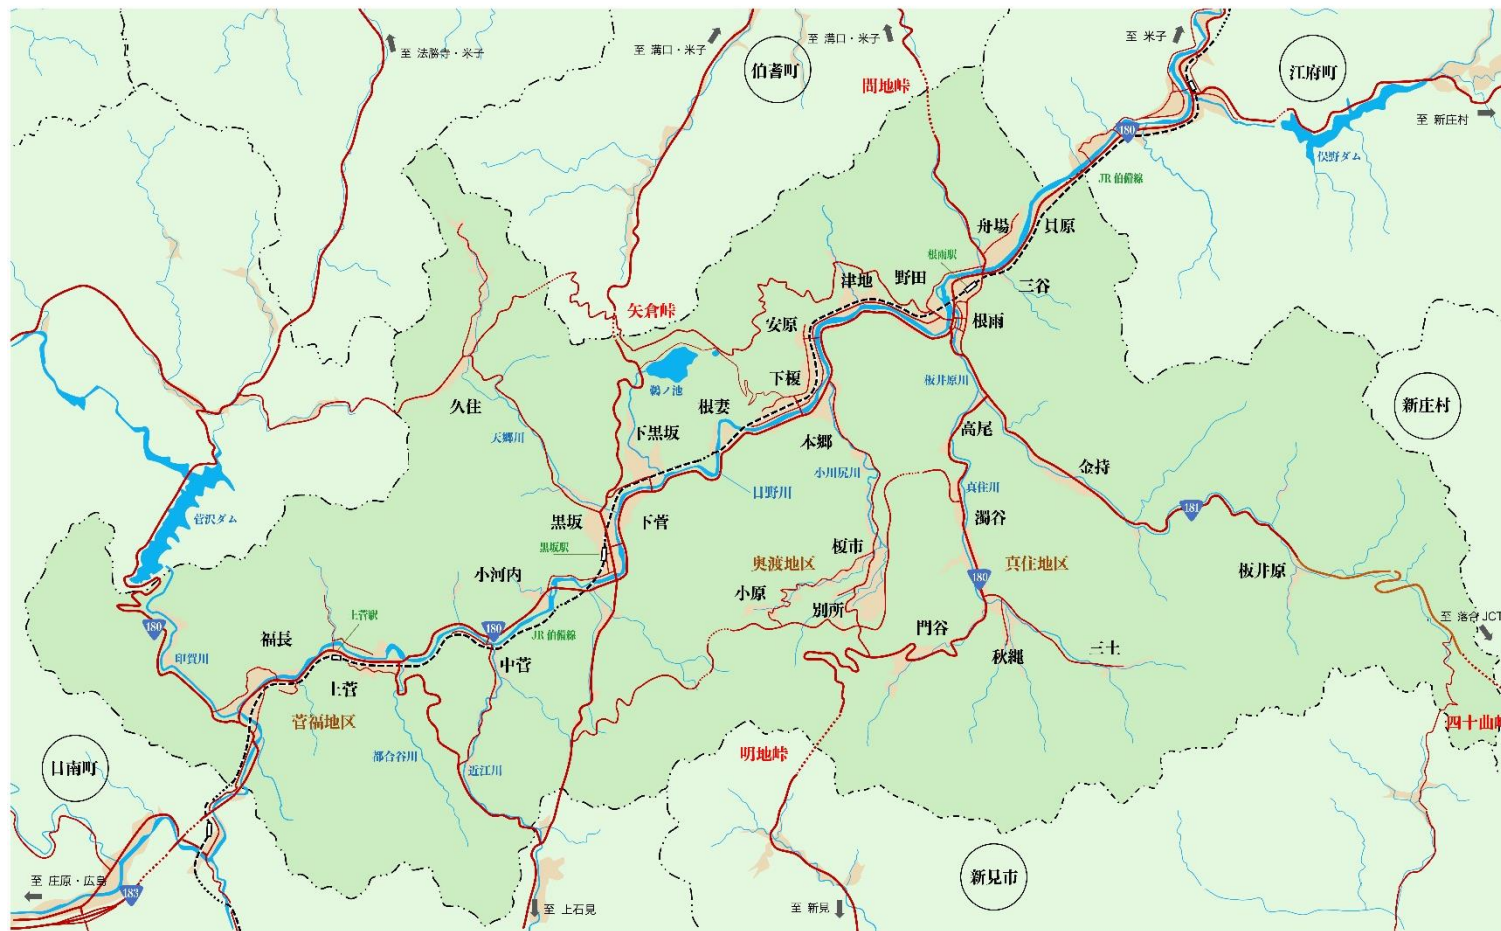 至 法勝寺・米子
至 溝口・米子
伯耆町
至 溝口・米子
間地峠
至 米子
江府町
至 新庄村
180
俣野ダム
JR 伯備線
舟場
貝原
根雨駅
三谷
野田
津地
根雨
安原
矢倉峠
鵜ノ池
下榎
板井原川
新庄村
久住
根妻
下黒坂
天郷川
本郷
高尾
小川尻川
金持
日野川
真住川
181
菅沢ダム
黒坂
下菅
濁谷
黒坂駅
榎市
奥渡地区
真住地区
板井原
小河内
小原
別所
180
上菅駅
180
JR 伯備線
180
福長
印賀川
中菅
門谷
秋縄
三土
至 落合JCT
上菅
菅福地区
四十曲峠
明地峠
都合谷川
近江川
日南町
新見市
至 庄原・広島
183
至 上石見
至 新見